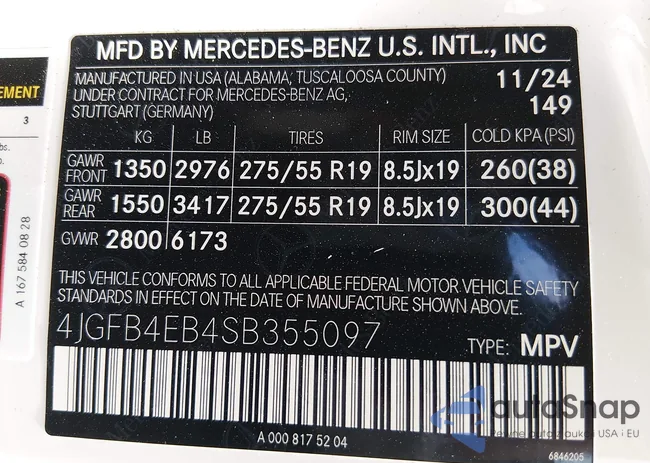 MFD BY MERCEDES-BENZ U.S. INTL., INC
MANUFACTURED IN USA (ALABAMA, TUSCALOOSA COUNTY) 11/24
UNDER CONTRACT FOR MERCEDES-BENZ AG, 149
STUTTGART (GERMANY)
KG LB TIRES RIM SIZE COLD KPA (PSI)
GAWR FRONT 1350 2976 275/55 R19 8.5Jx19 260(38)
GAWR REAR 1550 3417 275/55 R19 8.5Jx19 300(44)
GVWR 2800 6173
THIS VEHICLE CONFORMS TO ALL APPLICABLE FEDERAL MOTOR VEHICLE SAFETY
STANDARDS IN EFFECT ON THE DATE OF MANUFACTURE SHOWN ABOVE.
4JGFB4EB4SB355097 TYPE: MPV
A 000 817 52 04
6846205
EMENT
3
bs.
A 167 584 08 28
autoSnap
USA i EU